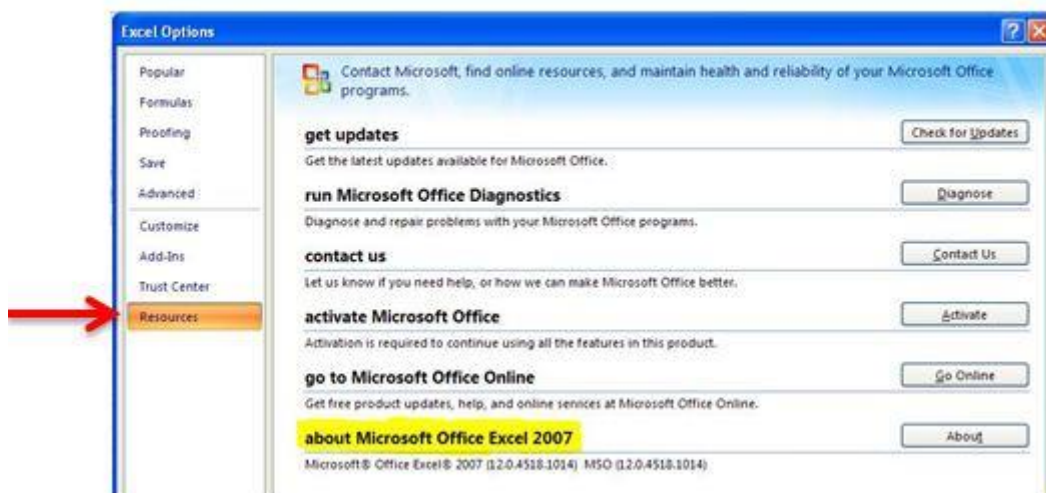 Excel Options
Popular
Formulas
Proofing
Save
Advanced
Customize
Add-Ins
Trust Center
Resources
Contact Microsoft, find online resources, and maintain health and reliability of your Microsoft Office
programs.
get updates
Check for Updates
Get the latest updates available for Microsoft Office.
run Microsoft Office Diagnostics
Diagnose
Diagnose and repair problems with your Microsoft Office programs.
contact us
Contact Us
Let us know if you need help, or how we can make Microsoft Office better.
activate Microsoft Office
Activate
Activation is required to continue using all the features in this product.
go to Microsoft Office Online
Go Online
Get free product updates, help, and online services at Microsoft Office Online.
about Microsoft Office Excel 2007
About
Microsoft® Office Excel® 2007 (12.0.4518.1014) MSO (12.0.4518.1014)